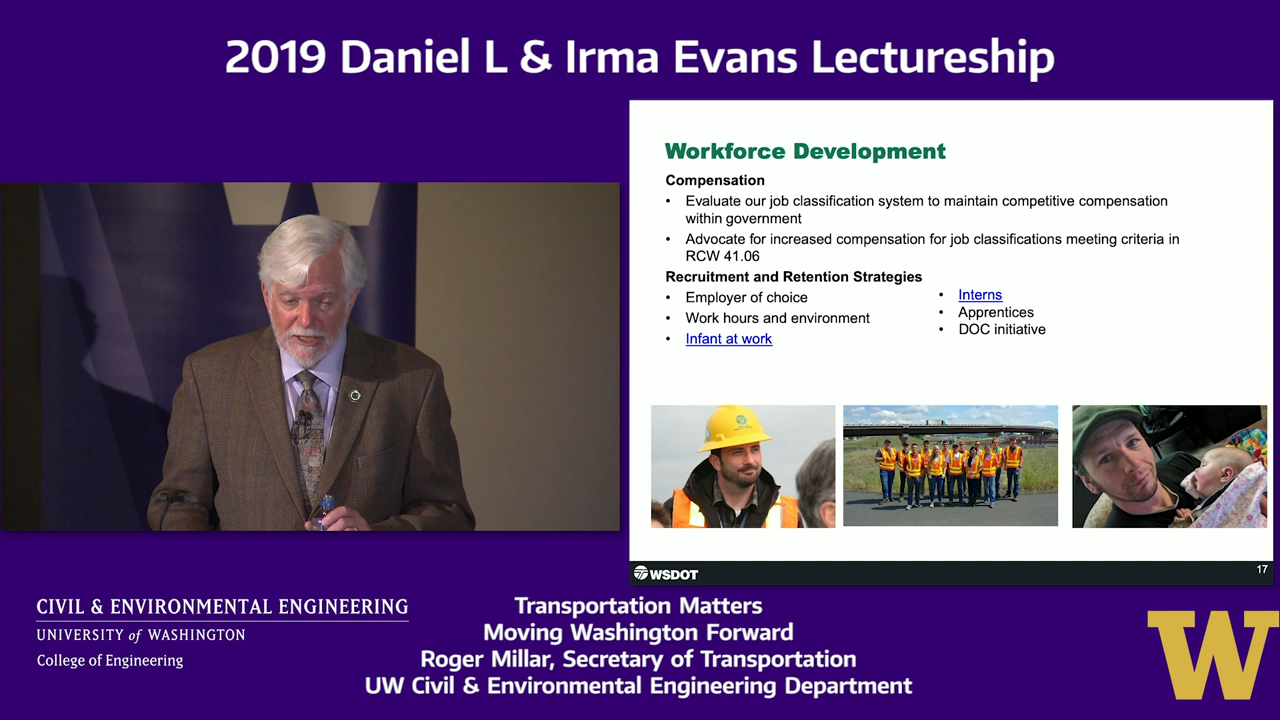 2019 Daniel L & Irma Evans Lectureship
Workforce Development
Compensation
• Evaluate our job classification system to maintain competitive compensation
within government
• Advocate for increased compensation for job classifications meeting criteria in
RCW 41.06
Recruitment and Retention Strategies
• Employer of choice
• Work hours and environment
• Infant at work
• Interns
• Apprentices
• DOC initiative
WSDOT
17
CIVIL & ENVIRONMENTAL ENGINEERING
UNIVERSITY of WASHINGTON
College of Engineering
Transportation Matters
Moving Washington Forward
Roger Millar, Secretary of Transportation
UW Civil & Environmental Engineering Department
W